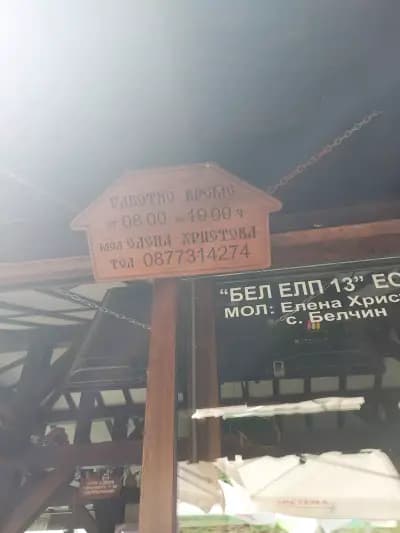 РАБОТНО ВРЕМЕ
от 08.00 до 19.00 ч
мол ЕЛЕНА ХРИСТОВА
тел 0877314274
"БЕЛ ЕЛП 13" ЕО
МОЛ: Елена Хрис
с. Белчин